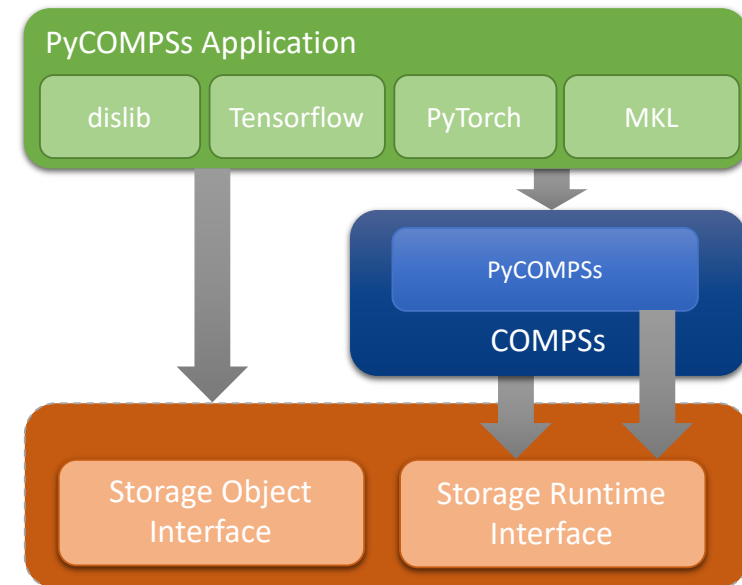 PyCOMPSs Application
dislib
Tensorflow
PyTorch
MKL
PyCOMPSs
COMPSs
Storage Object
Interface
Storage Runtime
Interface